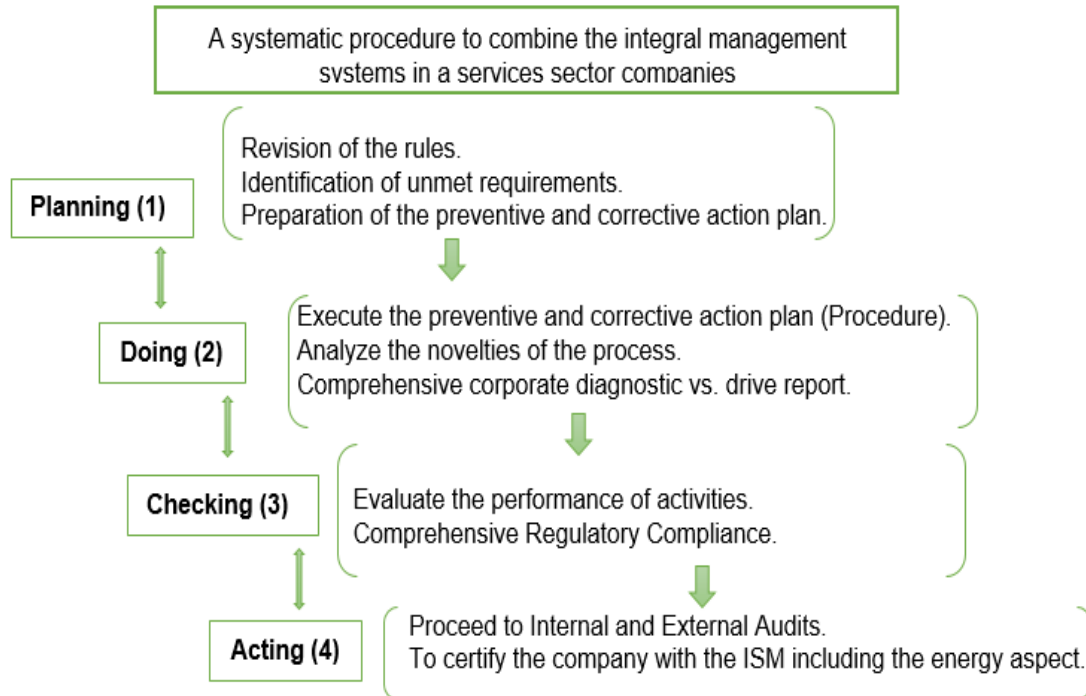 A systematic procedure to combine the integral management
systems in a services sector companies
Revision of the rules.
Identification of unmet requirements.
Preparation of the preventive and corrective action plan.
Planning (1)
Execute the preventive and corrective action plan (Procedure).
Analyze the novelties of the process.
Comprehensive corporate diagnostic vs. drive report.
Doing (2)
Evaluate the performance of activities.
Comprehensive Regulatory Compliance.
Checking (3)
Proceed to Internal and External Audits.
To certify the company with the ISM including the energy aspect.
Acting (4)